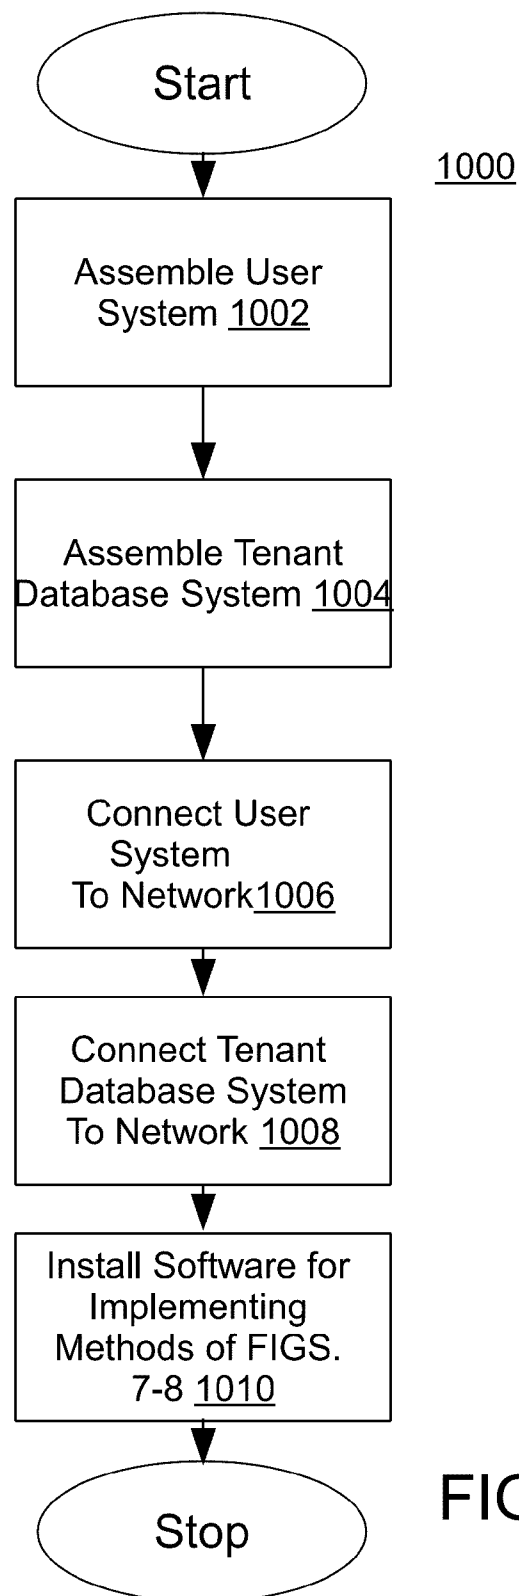 Start
1000
Assemble User
System 1002
Assemble Tenant
Database System 1004
Connect User
System
To Network1006
Connect Tenant
Database System
To Network 1008
Install Software for
Implementing
Methods of FIGS.
7-8 1010
Stop